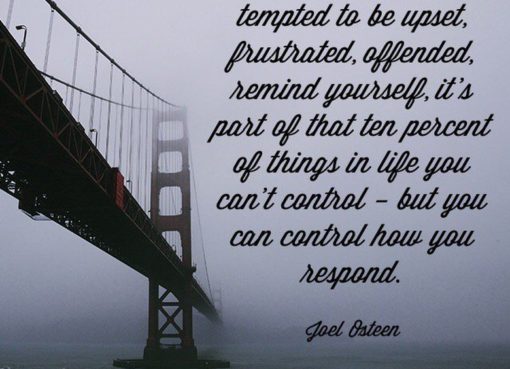 tempted to be upset,
frustrated, offended,
remind yourself, it's
part of that ten percent
of things in life you
can't control – but you
can control how you
respond.
Joel Osteen